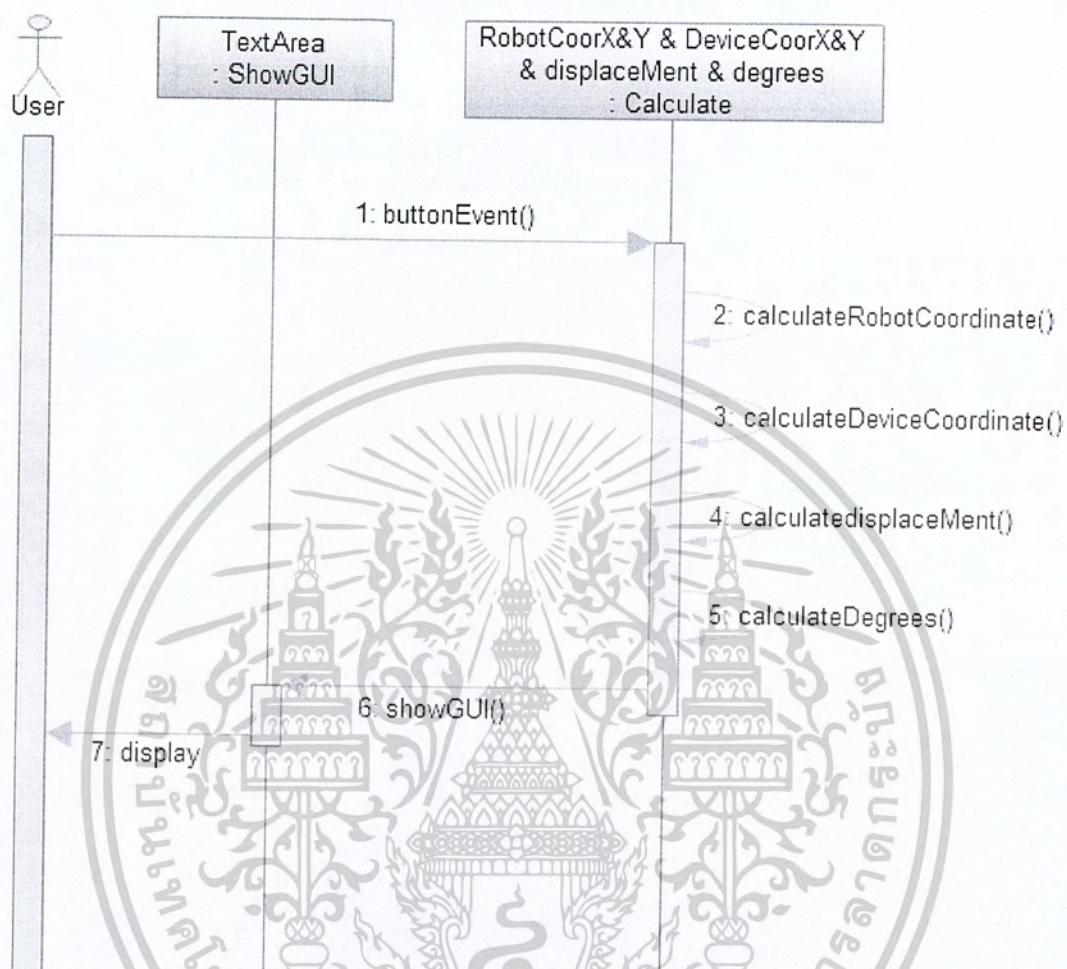 User
TextArea
: ShowGUI
RobotCoorX&Y & DeviceCoorX&Y
& displaceMent & degrees
: Calculate
1: buttonEvent()
2: calculateRobotCoordinate()
3: calculateDeviceCoordinate()
4: calculatedisplaceMent()
5: calculateDegrees()
6: showGUI()
7: display